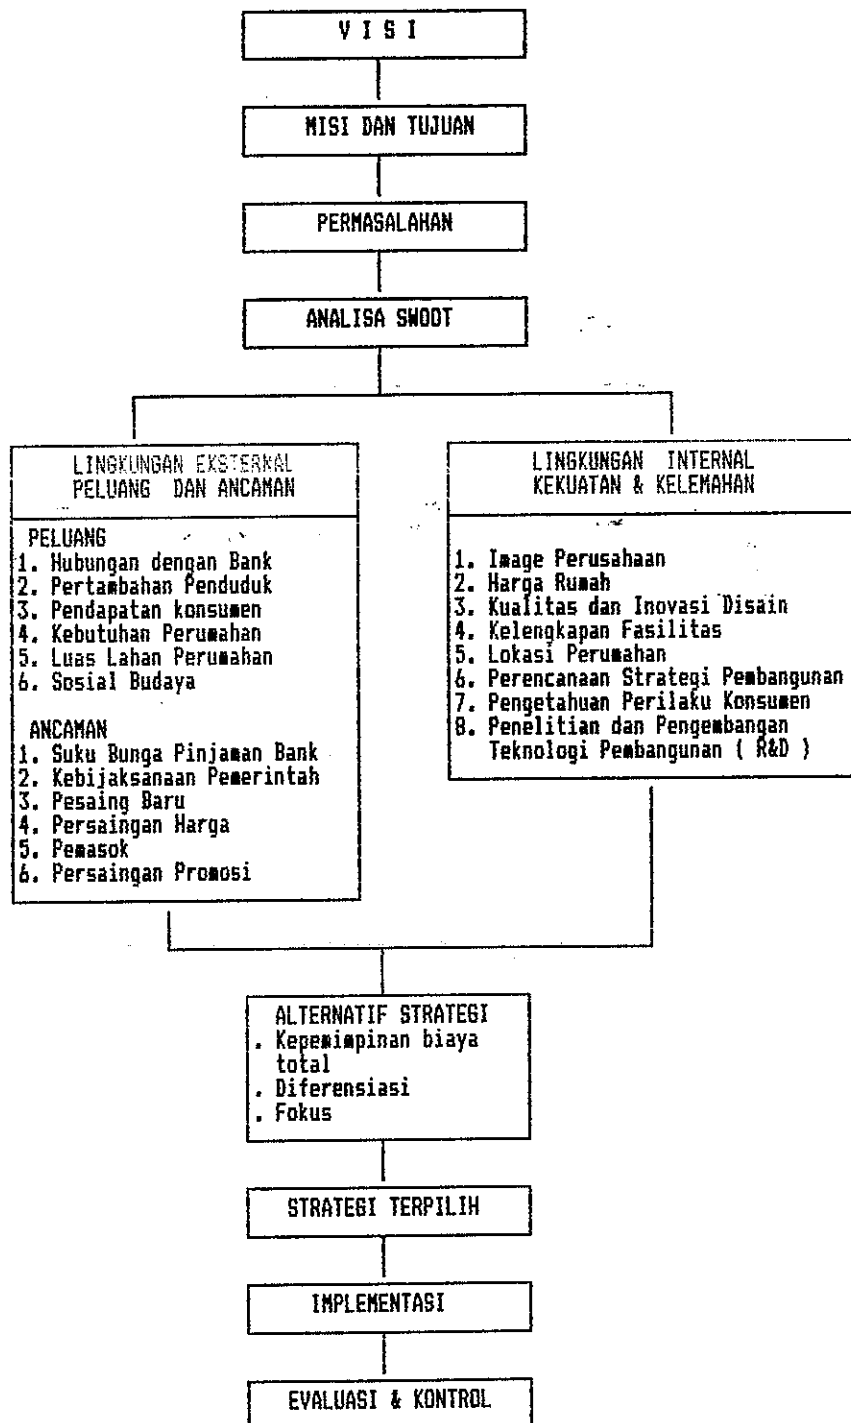 V I S I
MISI DAN TUJUAN
PERMASALAHAN
ANALISA SWOOT
LINGKUNGAN EKSTERNAL
PELUANG DAN ANCAMAN
PELUANG
1. Hubungan dengan Bank
2. Pertambahan Penduduk
3. Pendapatan konsumen
4. Kebutuhan Perumahan
5. Luas Lahan Perumahan
6. Sosial Budaya
ANCAMAN
1. Suku Bunga Pinjaman Bank
2. Kebijaksanaan Pemerintah
3. Pesaing Baru
4. Persaingan Harga
5. Pemasok
6. Persaingan Promosi
LINGKUNGAN INTERNAL
KEKUATAN & KELEMAHAN
1. Image Perusahaan
2. Harga Rumah
3. Kualitas dan Inovasi Disain
4. Kelengkapan Fasilitas
5. Lokasi Perumahan
6. Perencanaan Strategi Pembangunan
7. Pengetahuan Perilaku Konsumen
8. Penelitian dan Pengembangan
Teknologi Pembangunan ( R&D )
ALTERNATIF STRATEGI
. Kepemimpinan biaya
total
. Diferensiasi
. Fokus
STRATEGI TERPILIH
IMPLEMENTASI
EVALUASI & KONTROL